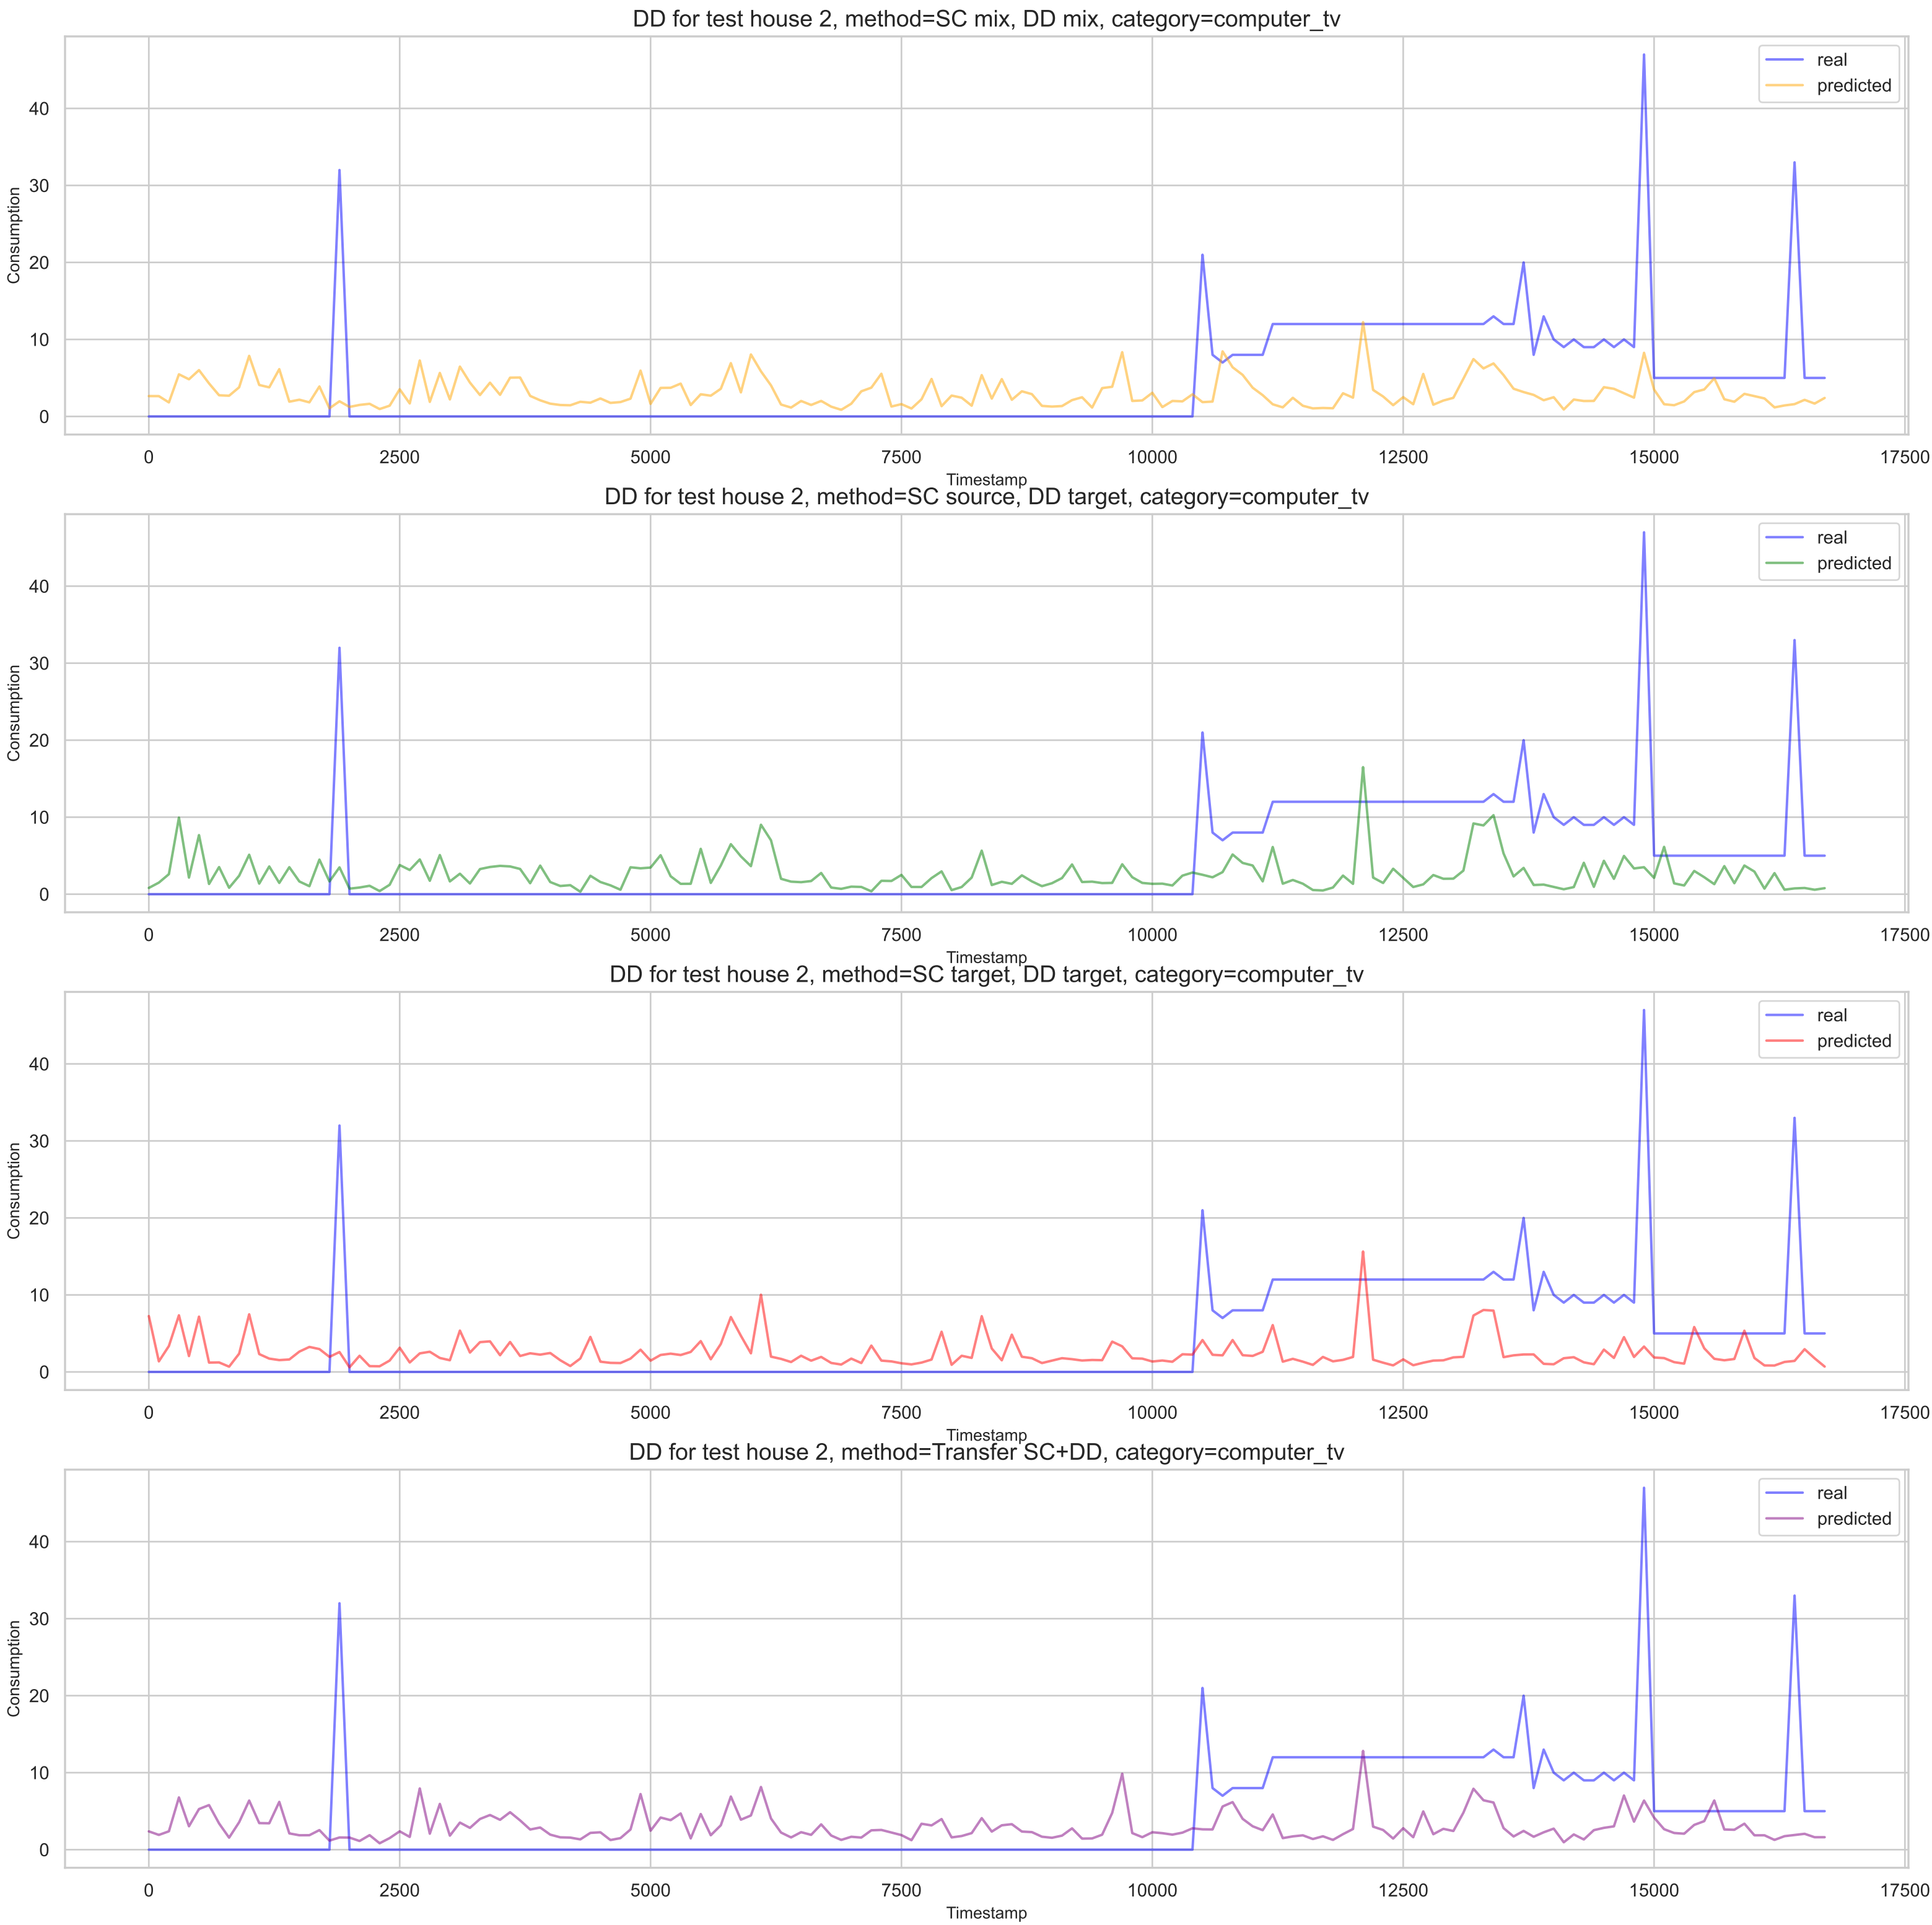 DD for test house 2, method=SC mix, DD mix, category=computer_tv
real
predicted
Consumption
40
30
20
10
0
0 2500 5000 7500 10000 12500 15000 17500
Timestamp
DD for test house 2, method=SC source, DD target, category=computer_tv
real
predicted
Consumption
40
30
20
10
0
0 2500 5000 7500 10000 12500 15000 17500
Timestamp
DD for test house 2, method=SC target, DD target, category=computer_tv
real
predicted
Consumption
40
30
20
10
0
0 2500 5000 7500 10000 12500 15000 17500
Timestamp
DD for test house 2, method=Transfer SC+DD, category=computer_tv
real
predicted
Consumption
40
30
20
10
0
0 2500 5000 7500 10000 12500 15000 17500
Timestamp